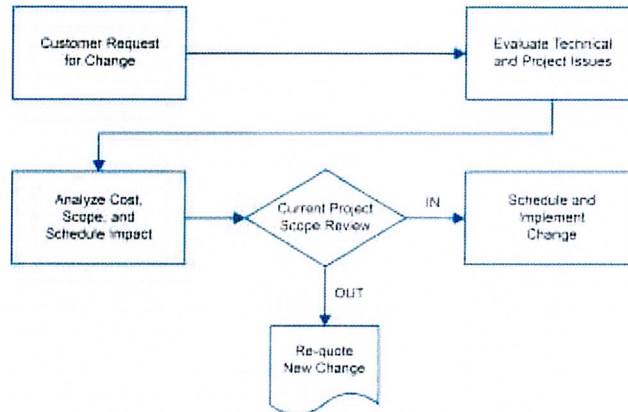 Customer Request
for Change
Evaluate Technical
and Project Issues
Analyze Cost,
Scope, and
Schedule Impact
Current Project
Scope Review
IN
Schedule and
Implement
Change
OUT
Re-quote
New Change